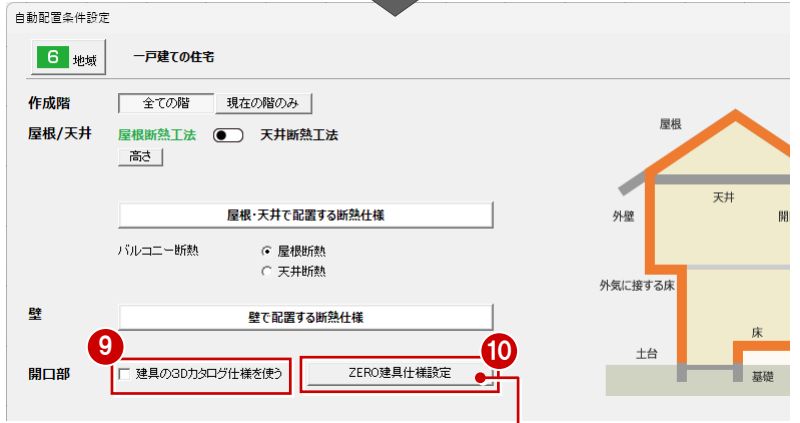 自動配置条件設定
6 地域 一戸建ての住宅
作成階 全ての階 現在の階のみ
屋根/天井 屋根断熱工法 天井断熱工法
高さ
屋根・天井で配置する断熱仕様
バルコニー断熱 屋根断熱
天井断熱
壁 壁で配置する断熱仕様
9 10
開口部 建具の3Dカタログ仕様を使う ZERO建具仕様設定
屋根
天井
外壁 開
外気に接する床
床
土台
基礎